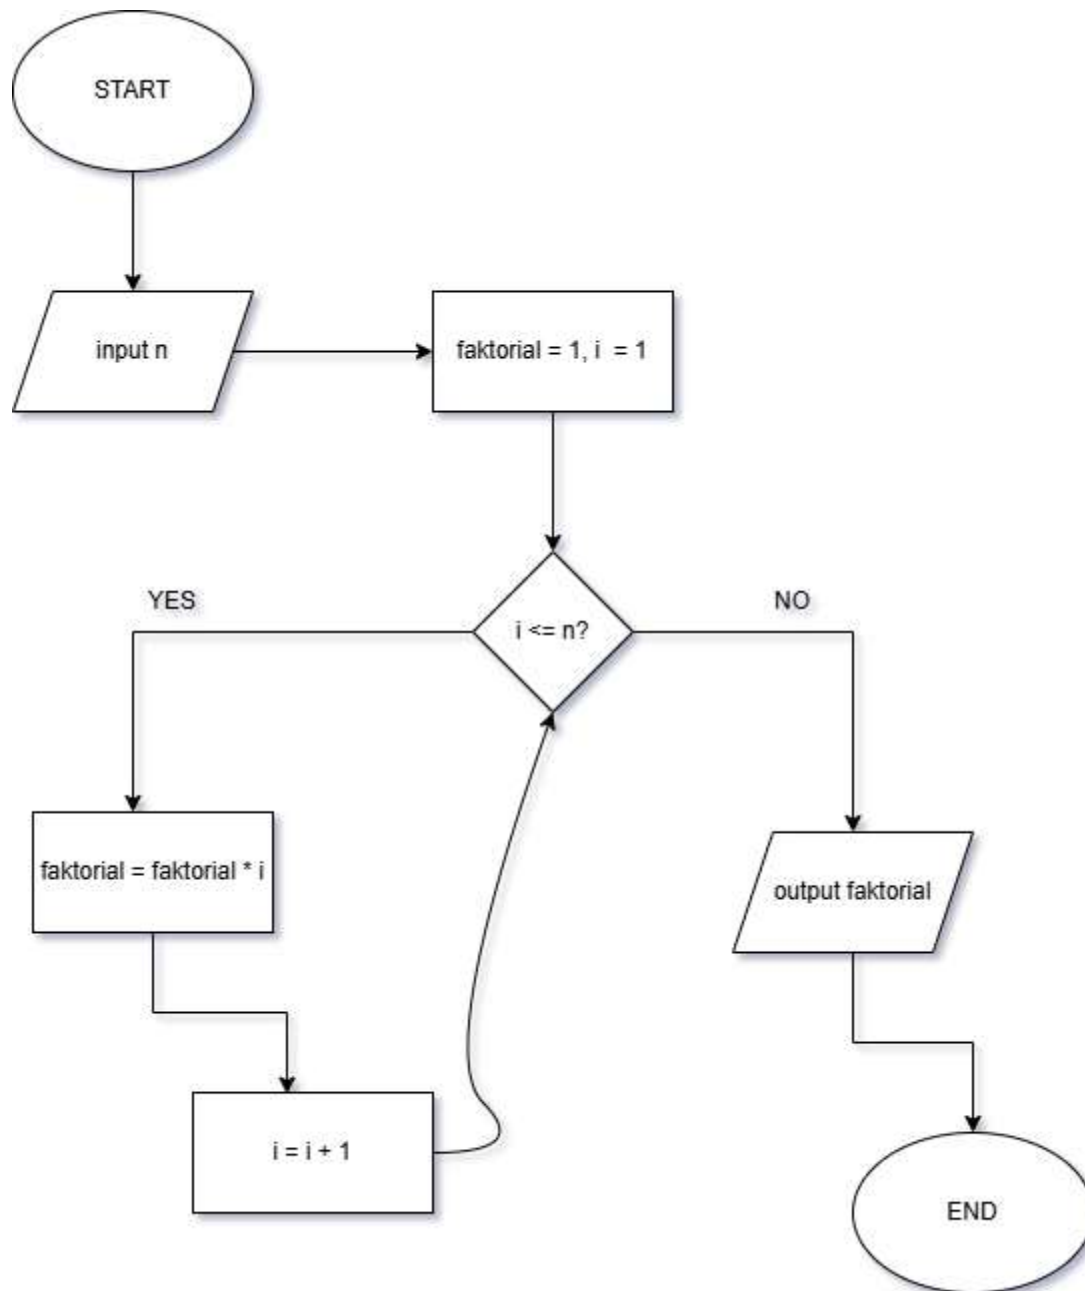 START
input n
faktorial = 1, i  = 1
i <= n?
YES
NO
faktorial = faktorial * i
output faktorial
i = i + 1
END